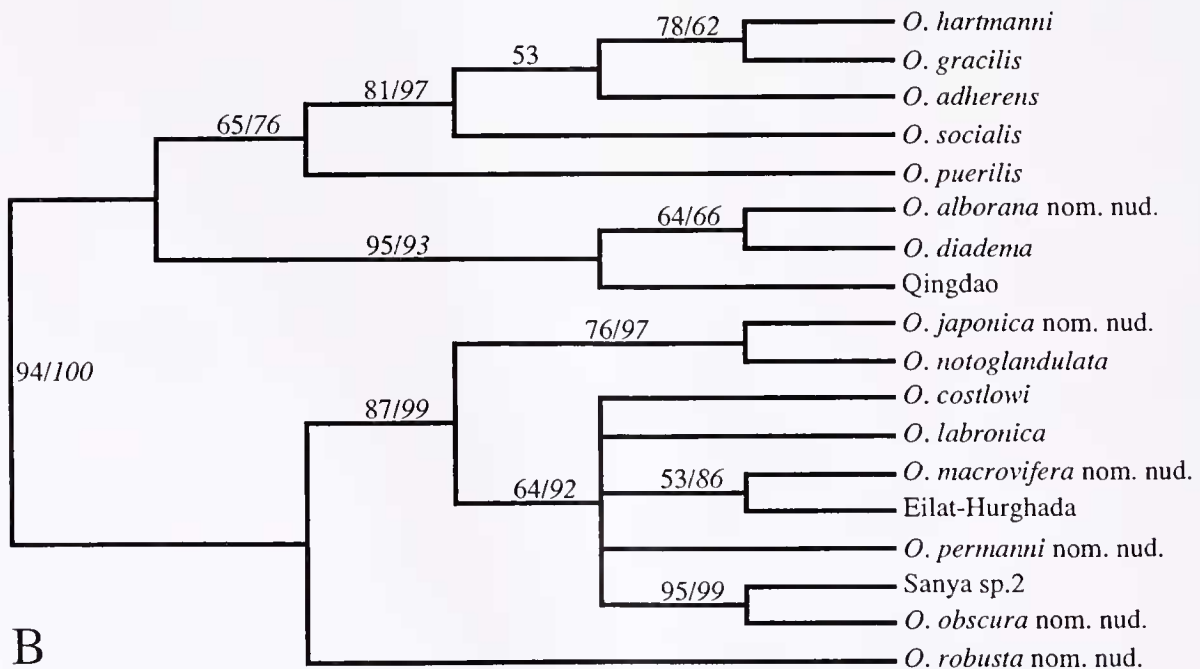 78/62
O. hartmanni
O. gracilis
53
O. adherens
81/97
O. socialis
65/76
O. puerilis
64/66
O. alborana nom. nud.
95/93
O. diadema
Qingdao
76/97
O. japonica nom. nud.
O. notoglandulata
94/100
O. costlowi
87/99
O. labronica
53/86
O. macrovifera nom. nud.
64/92
Eilat-Hurghada
O. permanni nom. nud.
95/99
Sanya sp.2
O. obscura nom. nud.
B
O. robusta nom. nud.